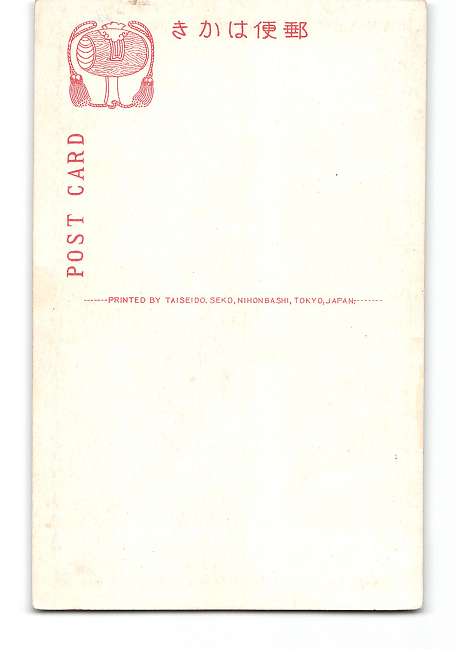 郵便はかき
POST CARD
PRINTED BY TAISEIDO. SEKO, NIHONBASHI, TOKYO, JAPAN.